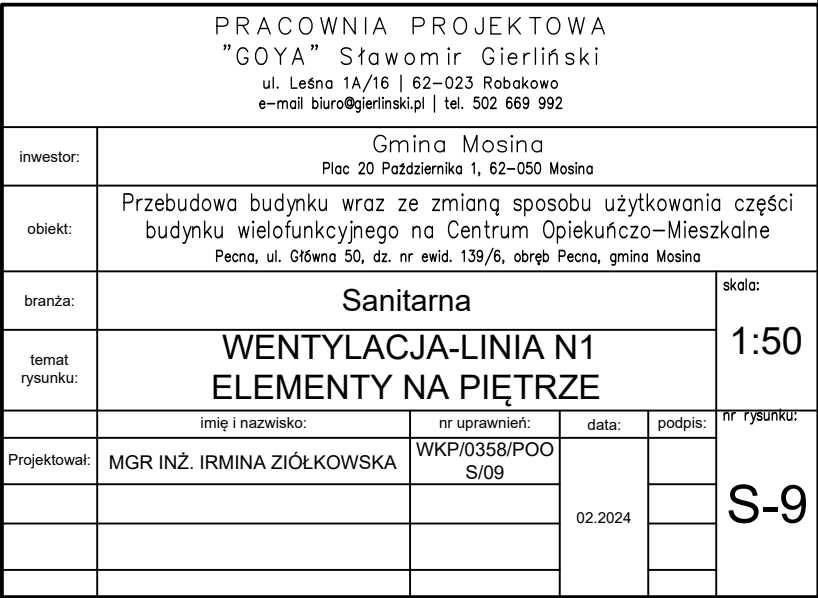 PRACOWNIA PROJEKTOWA
"GOYA" Sławomir Gierliński
ul. Leśna 1A/16 | 62-023 Robakowo
e-mail biuro@gierlinski.pl | tel. 502 669 992
inwestor:
Gmina Mosina
Plac 20 Października 1, 62-050 Mosina
obiekt:
Przebudowa budynku wraz ze zmianą sposobu użytkowania części
budynku wielofunkcyjnego na Centrum Opiekuńczo-Mieszkalne
Pecna, ul. Główna 50, dz. nr ewid. 139/6, obręb Pecna, gmina Mosina
branża:
Sanitarna
skala:
1:50
temat
rysunku:
WENTYLACJA-LINIA N1
ELEMENTY NA PIĘTRZE
imię i nazwisko:
nr uprawnień:
data:
podpis:
nr rysunku:
Projektował:
MGR INŻ. IRMINA ZIÓŁKOWSKA
WKP/0358/POO
S/09
02.2024
S-9